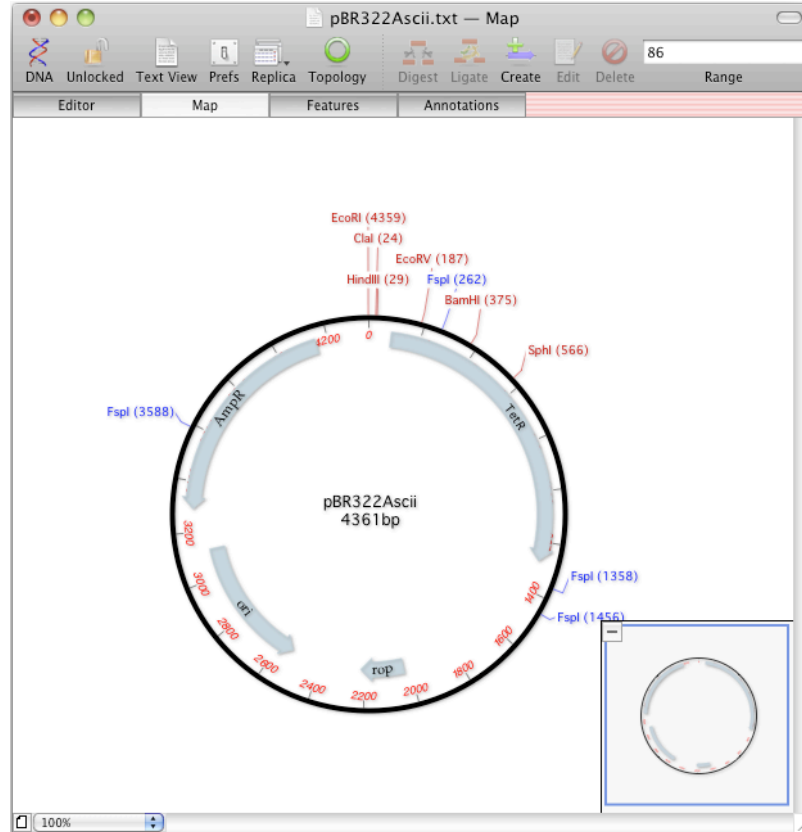 pBR322Ascii.txt — Map
DNA Unlocked Text View Prefs Replica Topology Digest Ligate Create Edit Delete 86 Range
Editor Map Features Annotations
EcoRI (4359)
ClaI (24)
EcoRV (187)
HindIII (29) FspI (262)
BamHI (375)
4200 0
SphI (566)
AmpR
TetR
FspI (3588)
pBR322Ascii
4361bp
3200
FspI (1358)
3000 1400
ori
FspI (1456)
2800 1600
2600 rop 1800
2400 2200 2000
100%